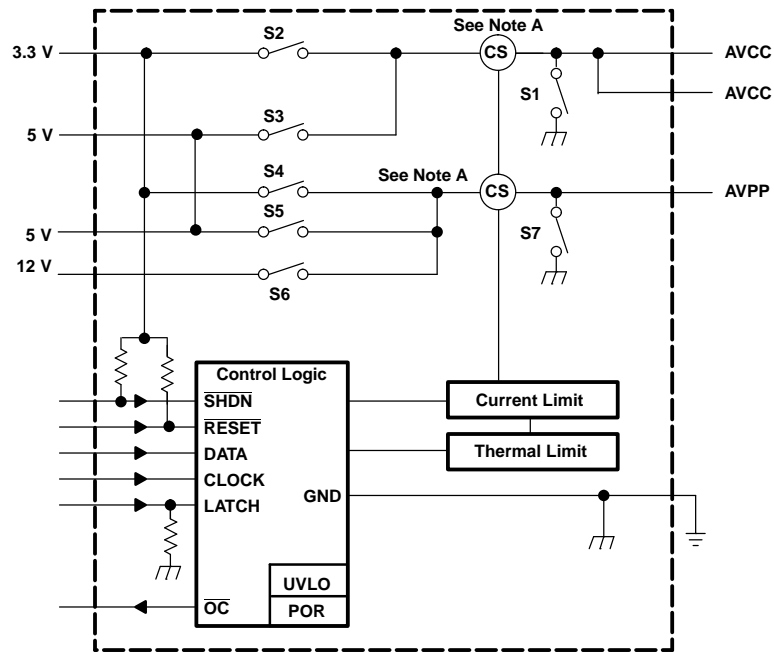 See Note A
S2
3.3 V
CS
AVCC
S1
AVCC
S3
5 V
S4
See Note A
CS
AVPP
S5
5 V
S7
12 V
S6
Control Logic
SHDN
Current Limit
RESET
DATA
Thermal Limit
CLOCK
LATCH
GND
UVLO
OC
POR